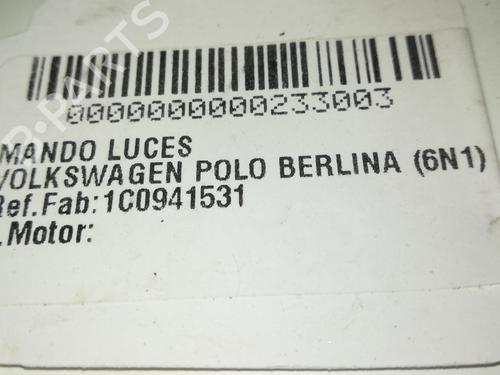 0000000000233003
MANDO LUCES
VOLKSWAGEN POLO BERLINA (6N1)
Ref.Fab:1C0941531
.Motor: